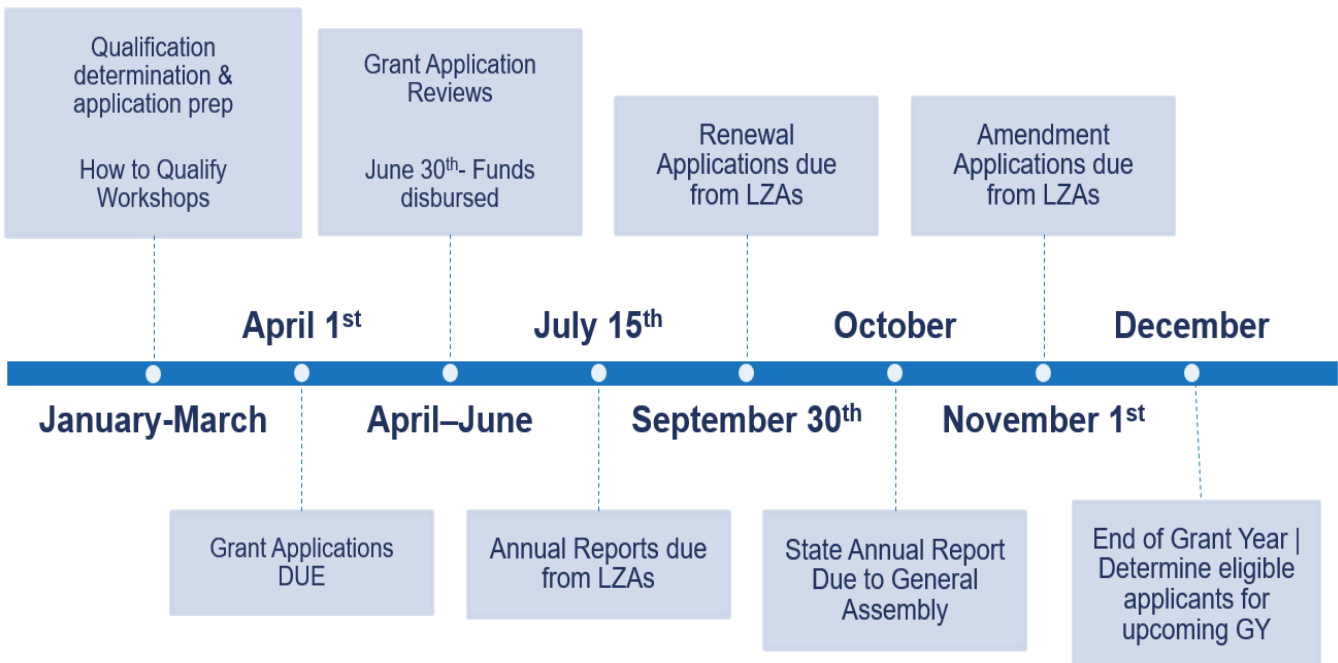 Qualification
determination &
application prep
How to Qualify
Workshops
Grant Application
Reviews
June 30th- Funds
disbursed
Renewal
Applications due
from LZAs
Amendment
Applications due
from LZAs
April 1st
July 15th
October
December
January-March
April–June
September 30th
November 1st
Grant Applications
DUE
Annual Reports due
from LZAs
State Annual Report
Due to General
Assembly
End of Grant Year |
Determine eligible
applicants for
upcoming GY